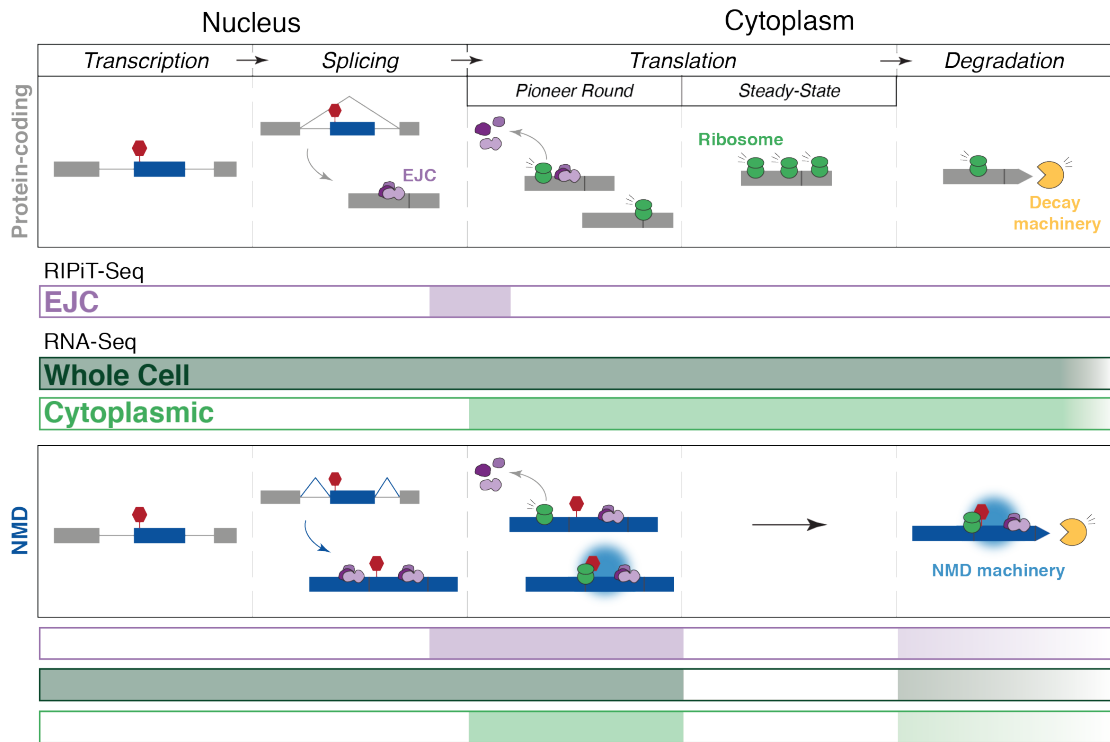 Nucleus
Cytoplasm
Transcription
Splicing
Translation
Degradation
Pioneer Round
Steady-State
Protein-coding
EJC
Ribosome
Decay
machinery
RIPiT-Seq
EJC
RNA-Seq
Whole Cell
Cytoplasmic
NMD
NMD machinery